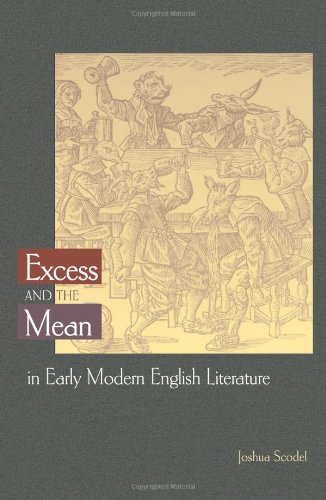 Excess
AND THE
Mean
in Early Modern English Literature
Joshua Scodel